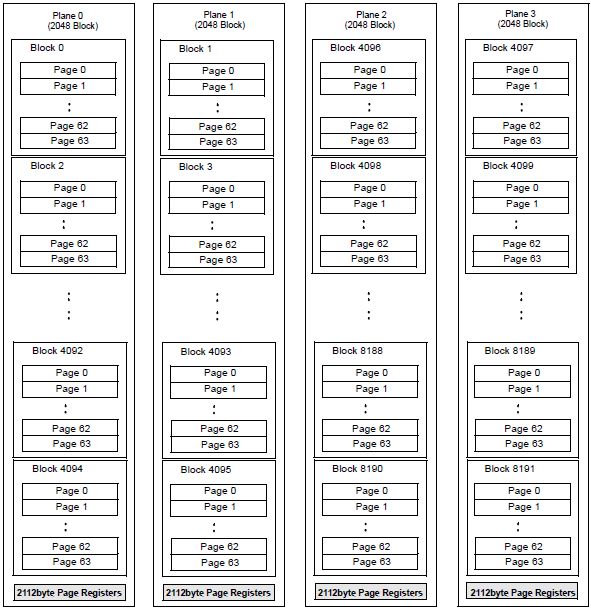 Plane 0
(2048 Block)
Block 0
Page 0
Page 1
Page 62
Page 63
Block 2
Page 0
Page 1
Page 62
Page 63
Block 4092
Page 0
Page 1
Page 62
Page 63
Block 4094
Page 0
Page 1
Page 62
Page 63
2112byte Page Registers
Plane 1
(2048 Block)
Block 1
Page 0
Page 1
Page 62
Page 63
Block 3
Page 0
Page 1
Page 62
Page 63
Block 4093
Page 0
Page 1
Page 62
Page 63
Block 4095
Page 0
Page 1
Page 62
Page 63
2112byte Page Registers
Plane 2
(2048 Block)
Block 4096
Page 0
Page 1
Page 62
Page 63
Block 4098
Page 0
Page 1
Page 62
Page 63
Block 8188
Page 0
Page 1
Page 62
Page 63
Block 8190
Page 0
Page 1
Page 62
Page 63
2112byte Page Registers
Plane 3
(2048 Block)
Block 4097
Page 0
Page 1
Page 62
Page 63
Block 4099
Page 0
Page 1
Page 62
Page 63
Block 8189
Page 0
Page 1
Page 62
Page 63
Block 8191
Page 0
Page 1
Page 62
Page 63
2112byte Page Registers